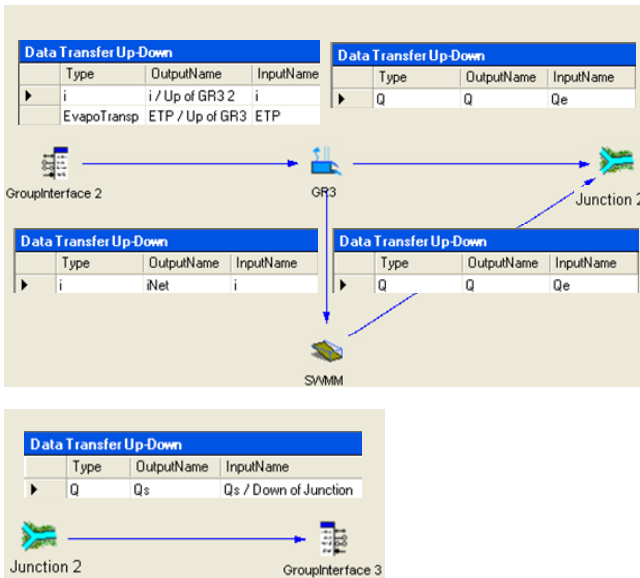 Data Transfer Up-Down
Type OutputName InputName
i i / Up of GR3 2 i
EvapoTransp ETP / Up of GR3 ETP
Data Transfer Up-Down
Type OutputName InputName
Q Q Qe
GroupInterface 2
GR3
Junction 2
Data Transfer Up-Down
Type OutputName InputName
i iNet i
Data Transfer Up-Down
Type OutputName InputName
Q Q Qe
SWMM
Data Transfer Up-Down
Type OutputName InputName
Q Qs Qs / Down of Junction
Junction 2
GroupInterface 3